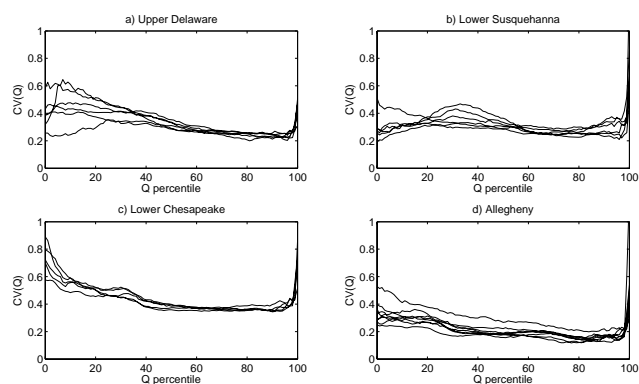 a) Upper Delaware
1
0.8
0.6
0.4
0.2
0
CV(Q)
0 20 40 60 80 100
Q percentile
b) Lower Susquehanna
1
0.8
0.6
0.4
0.2
0
CV(Q)
0 20 40 60 80 100
Q percentile
c) Lower Chesapeake
1
0.8
0.6
0.4
0.2
0
CV(Q)
0 20 40 60 80 100
Q percentile
d) Allegheny
1
0.8
0.6
0.4
0.2
0
CV(Q)
0 20 40 60 80 100
Q percentile